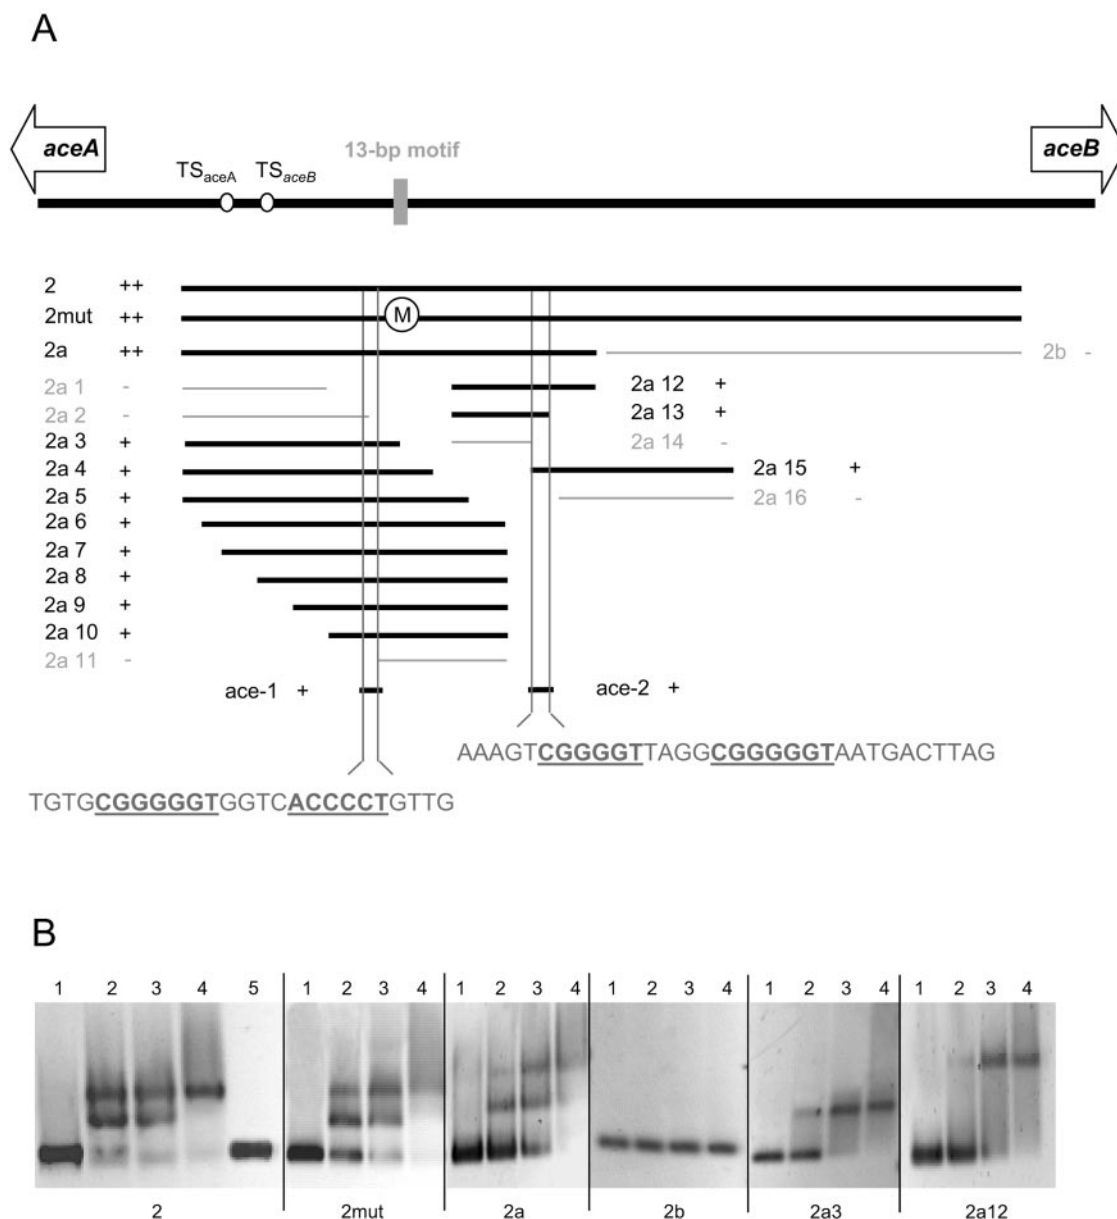 A
aceA
aceB
13-bp motif
TSaceA
TSaceB
2 ++
2mut ++
M
2a ++
2b -
2a 1 -
2a 12 +
2a 2 -
2a 13 +
2a 3 +
2a 14 -
2a 4 +
2a 15 +
2a 5 +
2a 16 -
2a 6 +
2a 7 +
2a 8 +
2a 9 +
2a 10 +
2a 11 -
ace-1 +
ace-2 +
AAAGTCGGGGTTAGGCGGGGGTAATGACTTAG
TGTGCGGGGGTGGTCACCCCTGTTG
B
1 2 3 4 5 1 2 3 4 1 2 3 4 1 2 3 4 1 2 3 4 1 2 3 4
2 2mut 2a 2b 2a3 2a12